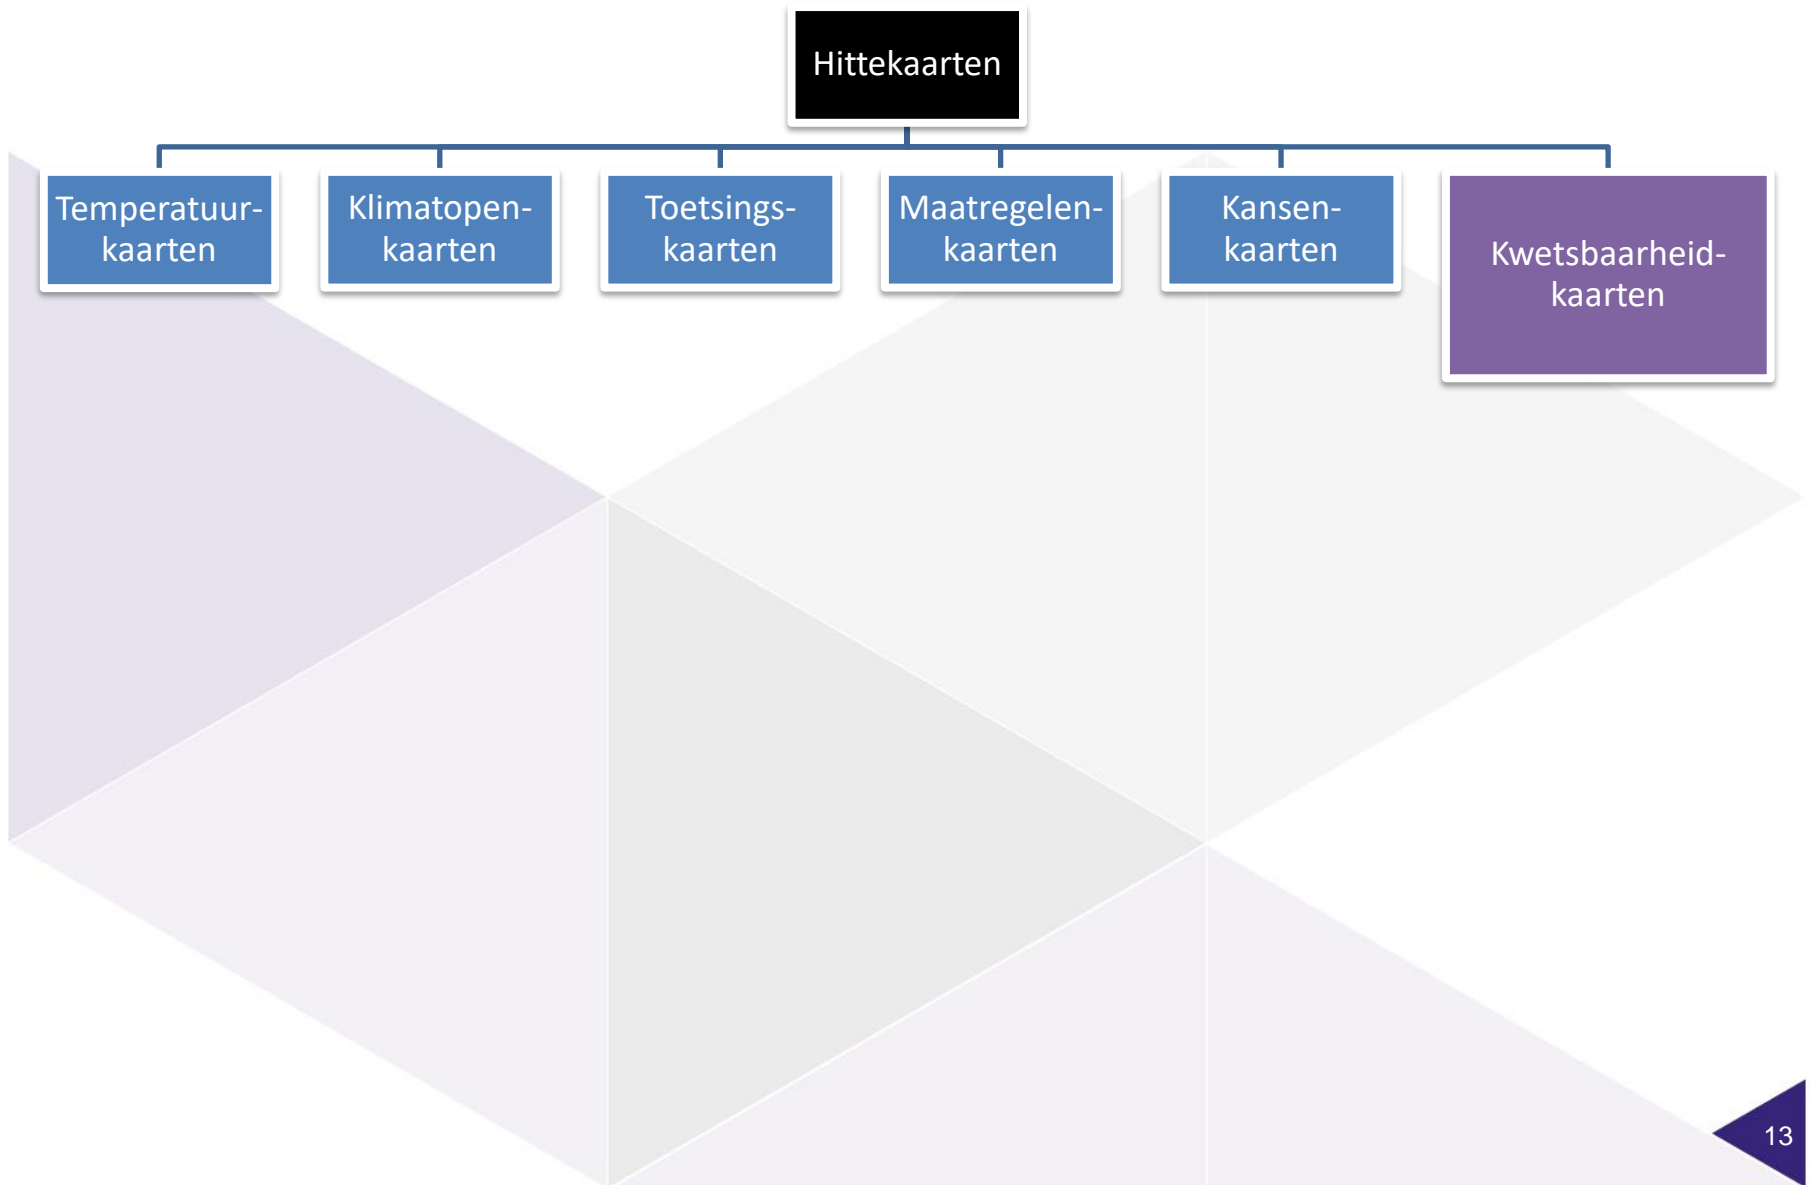 Hittekaarten
Temperatuur-
kaarten
Klimatopen-
kaarten
Toetsings-
kaarten
Maatregelen-
kaarten
Kansen-
kaarten
Kwetsbaarheid-
kaarten
13